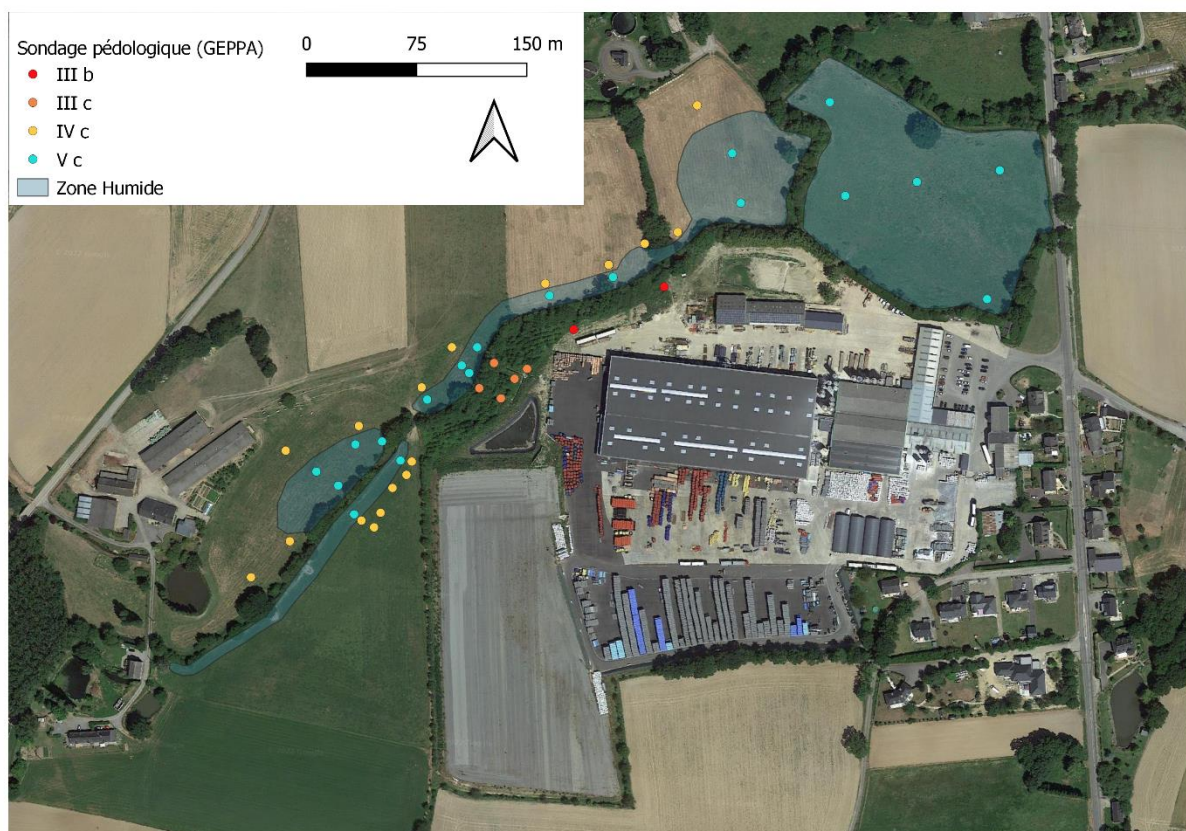 Sondage pédologique (GEPPA)
III b
III c
IV c
V c
Zone Humide
0 75 150 m